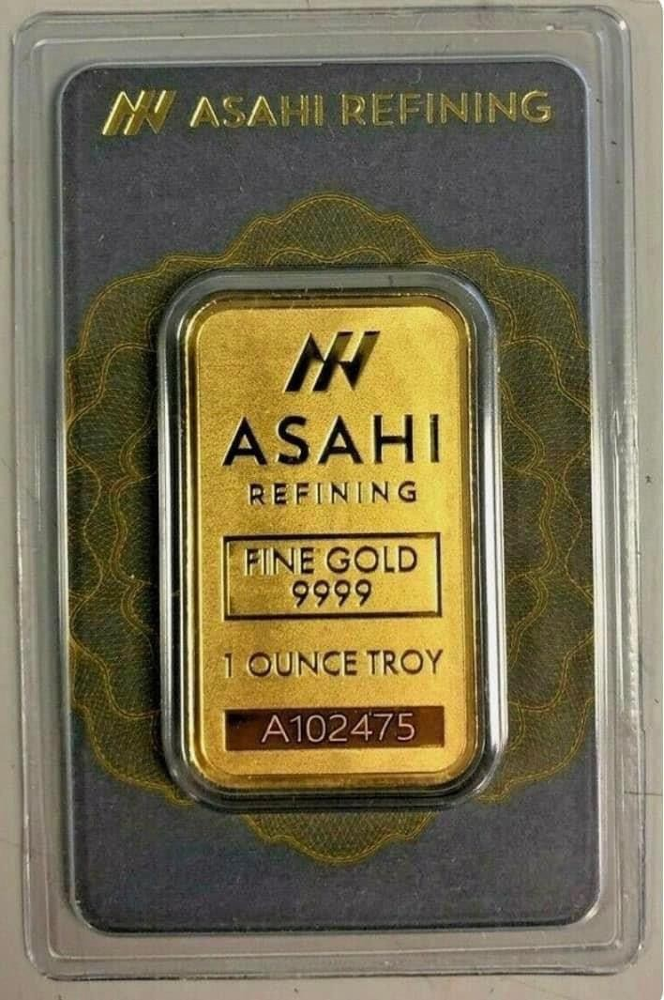 ASAHI REFINING
ASAHI
REFINING
FINE GOLD
9999
1 OUNCE TROY
A102475